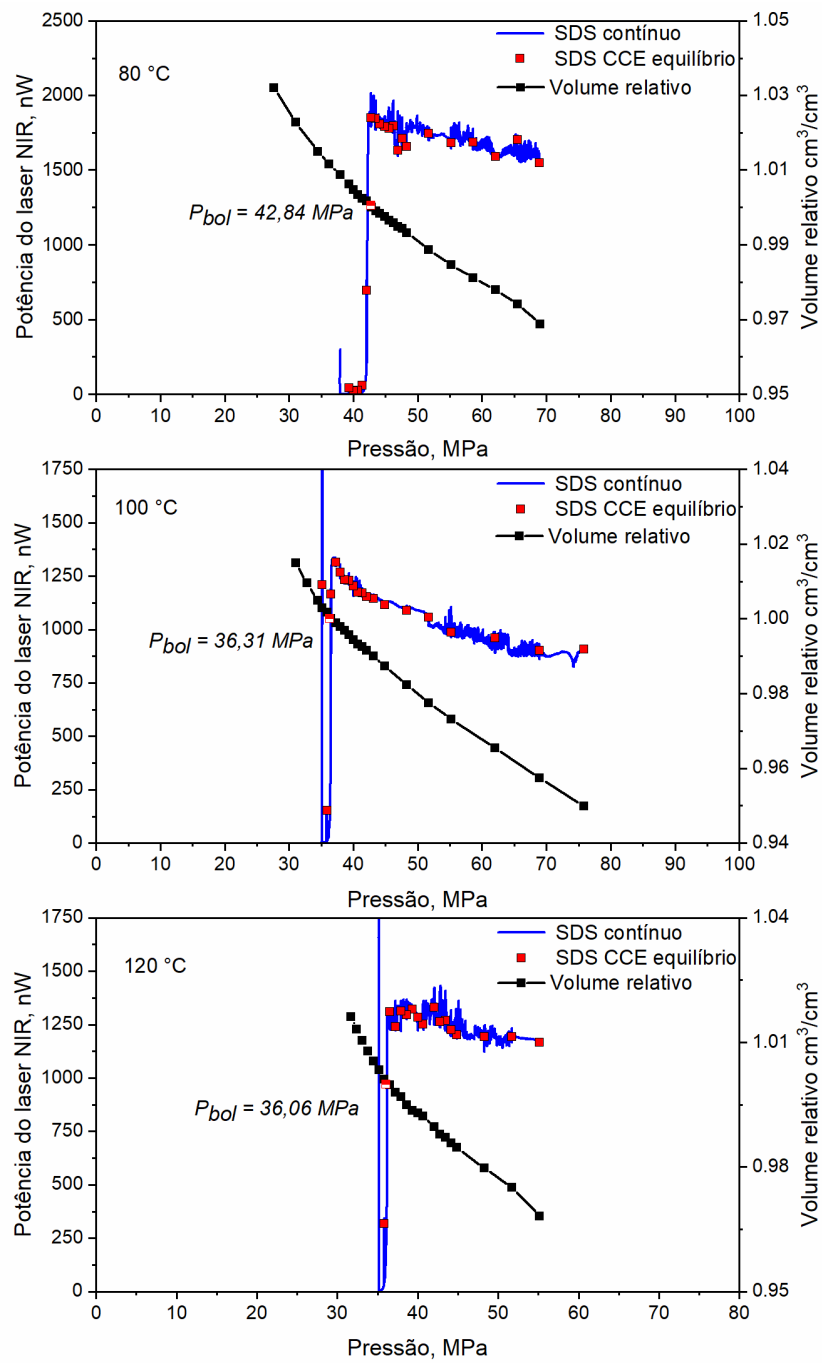 2500
2000
1500
1000
500
0
Potência do laser NIR, nW
80 °C
SDS contínuo
SDS CCE equilíbrio
Volume relativo
P_bol = 42,84 MPa
1.05
1.03
1.01
0.99
0.97
0.95
Volume relativo cm³/cm³
0 10 20 30 40 50 60 70 80 90 100
Pressão, MPa
1750
1500
1250
1000
750
500
250
0
Potência do laser NIR, nW
100 °C
SDS contínuo
SDS CCE equilíbrio
Volume relativo
P_bol = 36,31 MPa
1.04
1.02
1.00
0.98
0.96
0.94
Volume relativo cm³/cm³
0 10 20 30 40 50 60 70 80 90 100
Pressão, MPa
1750
1500
1250
1000
750
500
250
0
Potência do laser NIR, nW
120 °C
SDS contínuo
SDS CCE equilíbrio
Volume relativo
P_bol = 36,06 MPa
1.04
1.02
1.01
0.98
0.96
0.95
Volume relativo cm³/cm³
0 10 20 30 40 50 60 70 80
Pressão, MPa